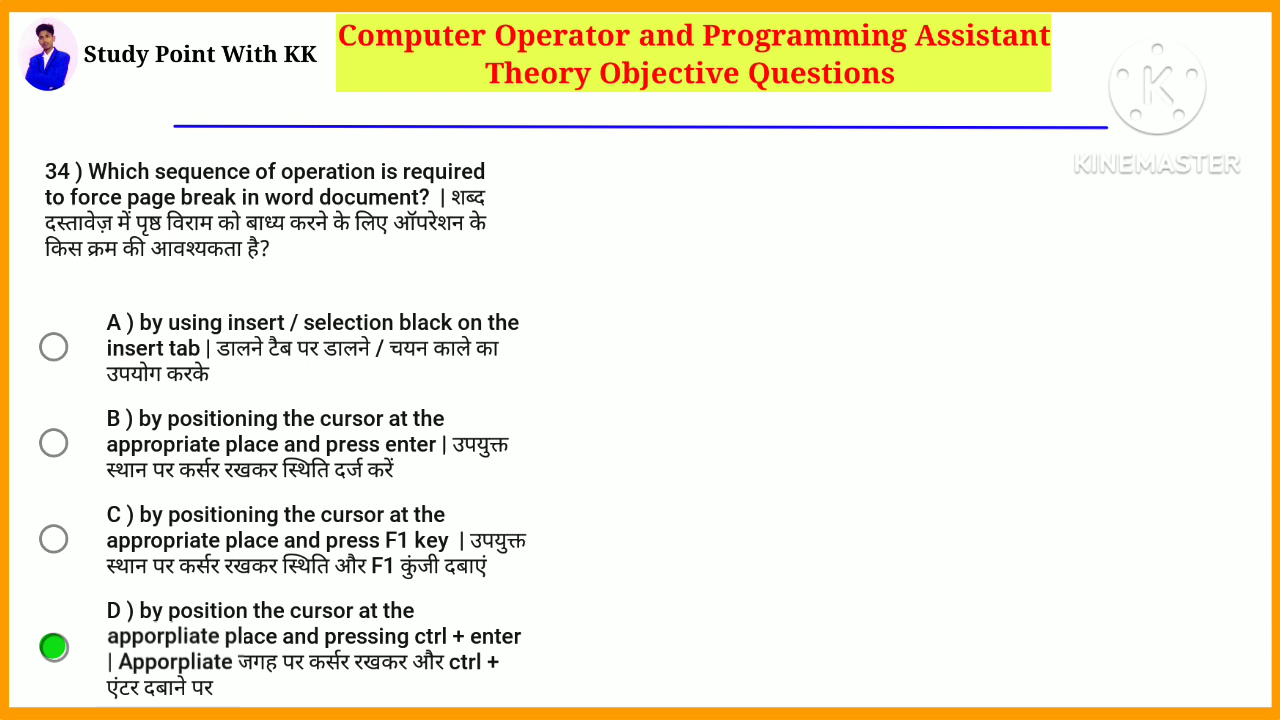 Study Point With KK
Computer Operator and Programming Assistant
Theory Objective Questions
K
KINEMASTER
34 ) Which sequence of operation is required
to force page break in word document? | शब्द
दस्तावेज़ में पृष्ठ विराम को बाध्य करने के लिए ऑपरेशन के
किस क्रम की आवश्यकता है?
A ) by using insert / selection black on the
insert tab | डालने टैब पर डालने / चयन काले का
उपयोग करके
B ) by positioning the cursor at the
appropriate place and press enter | उपयुक्त
स्थान पर कर्सर रखकर स्थिति दर्ज करें
C ) by positioning the cursor at the
appropriate place and press F1 key | उपयुक्त
स्थान पर कर्सर रखकर स्थिति और F1 कुंजी दबाएं
D ) by position the cursor at the
apporpliate place and pressing ctrl + enter
| Apporpliate जगह पर कर्सर रखकर और ctrl +
एंटर दबाने पर